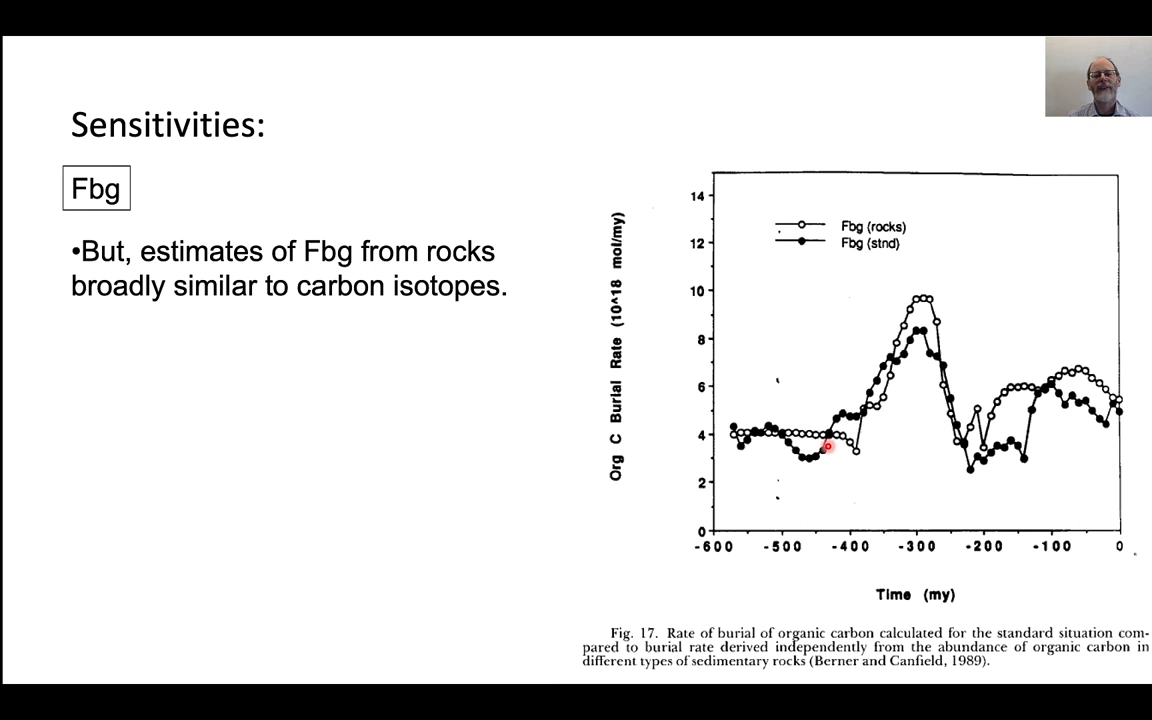 Sensitivities:
Fbg
•But, estimates of Fbg from rocks
broadly similar to carbon isotopes.
Org C Burial Rate (10^18 mol/my)
14
12
10
8
6
4
2
0
Fbg (rocks)
Fbg (stnd)
-600 -500 -400 -300 -200 -100 0
Time (my)
Fig. 17. Rate of burial of organic carbon calculated for the standard situation com-
pared to burial rate derived independently from the abundance of organic carbon in
different types of sedimentary rocks (Berner and Canfield, 1989).